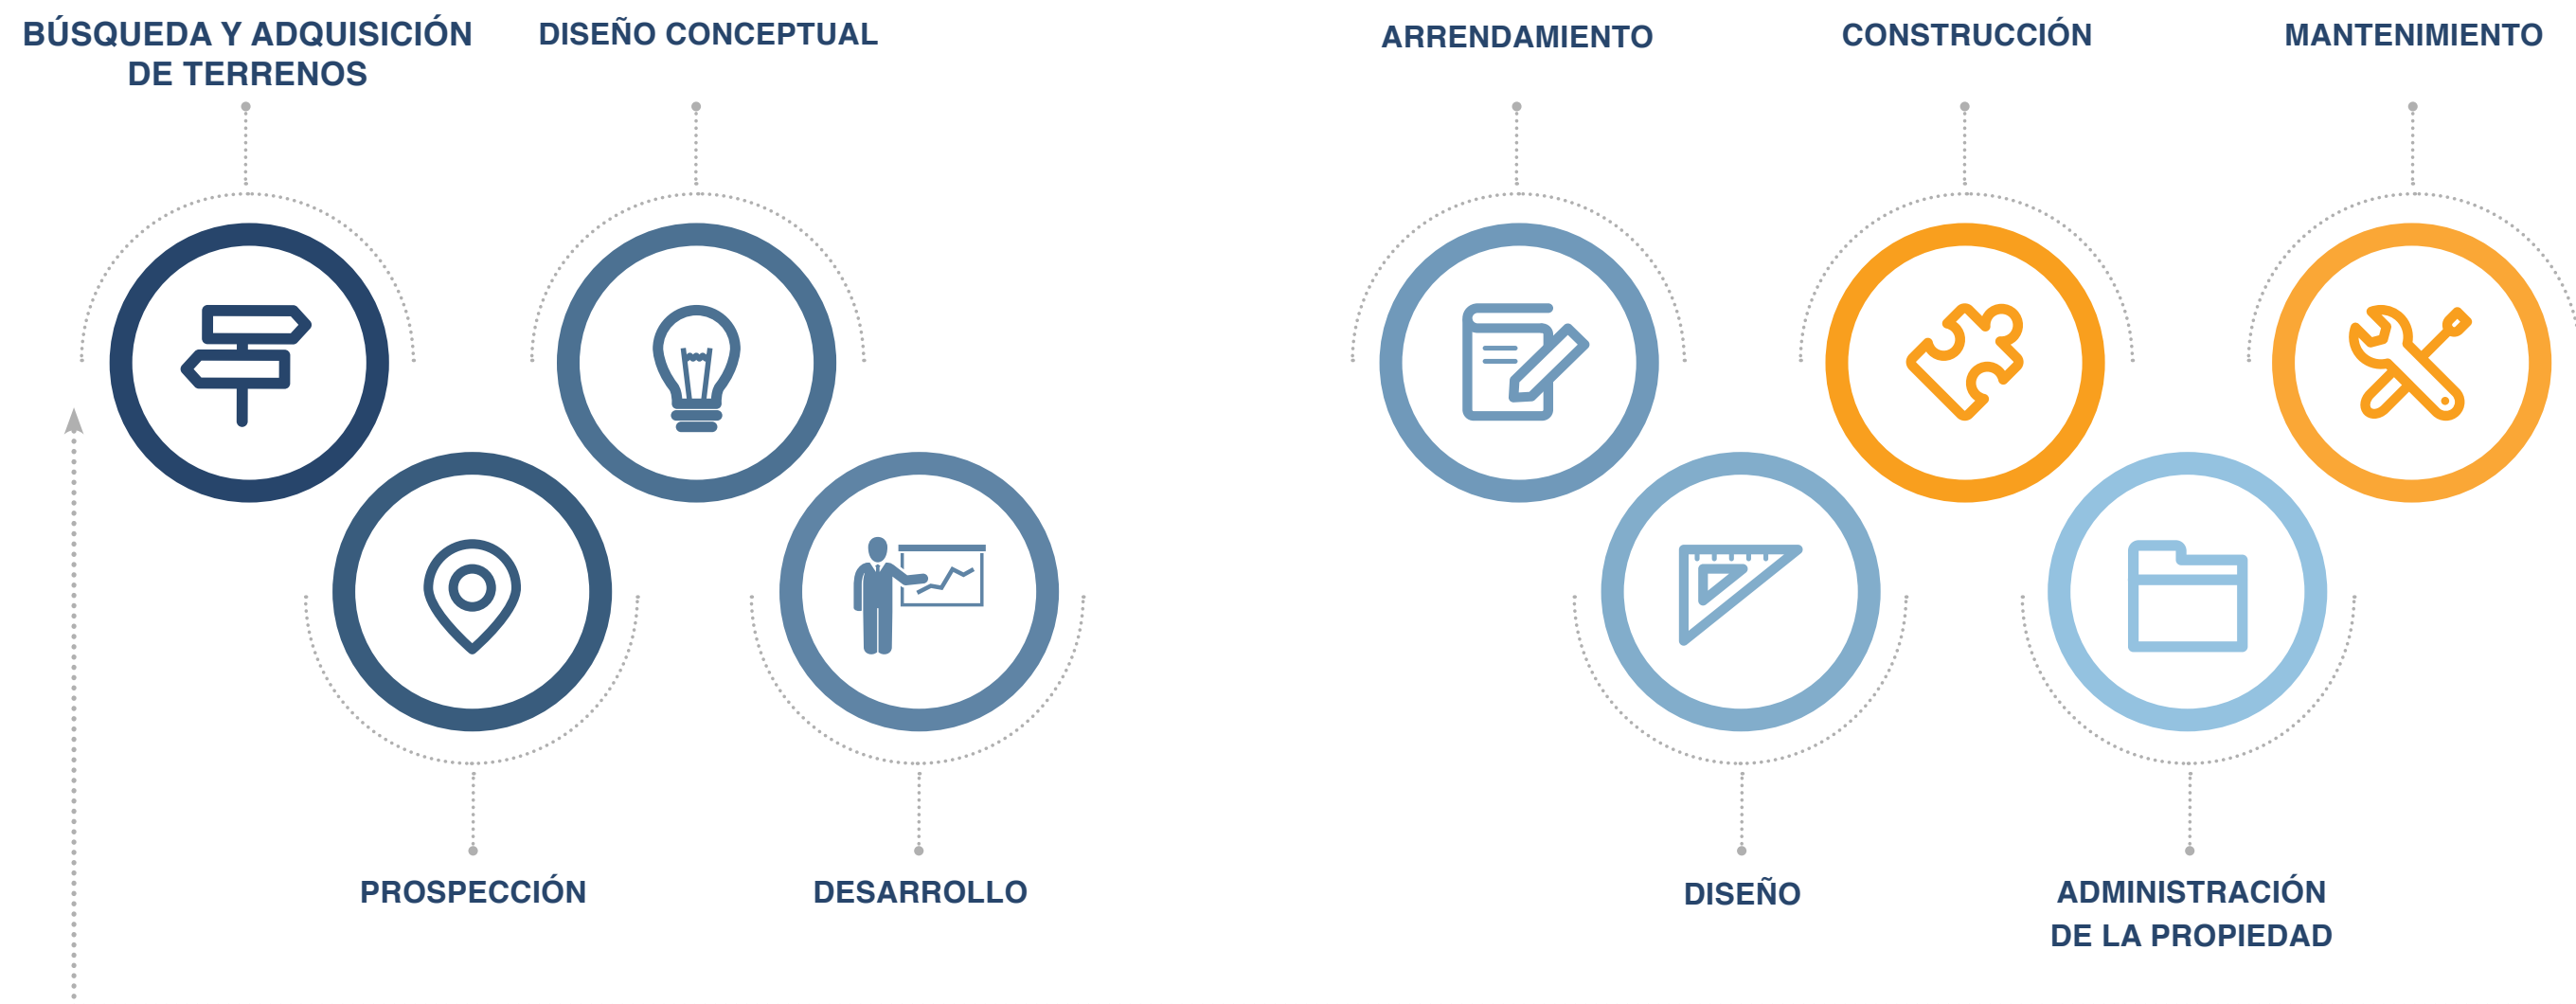 BÚSQUEDA Y ADQUISICIÓN
DE TERRENOS
DISEÑO CONCEPTUAL
ARRENDAMIENTO
CONSTRUCCIÓN
MANTENIMIENTO
PROSPECCIÓN
DESARROLLO
DISEÑO
ADMINISTRACIÓN
DE LA PROPIEDAD